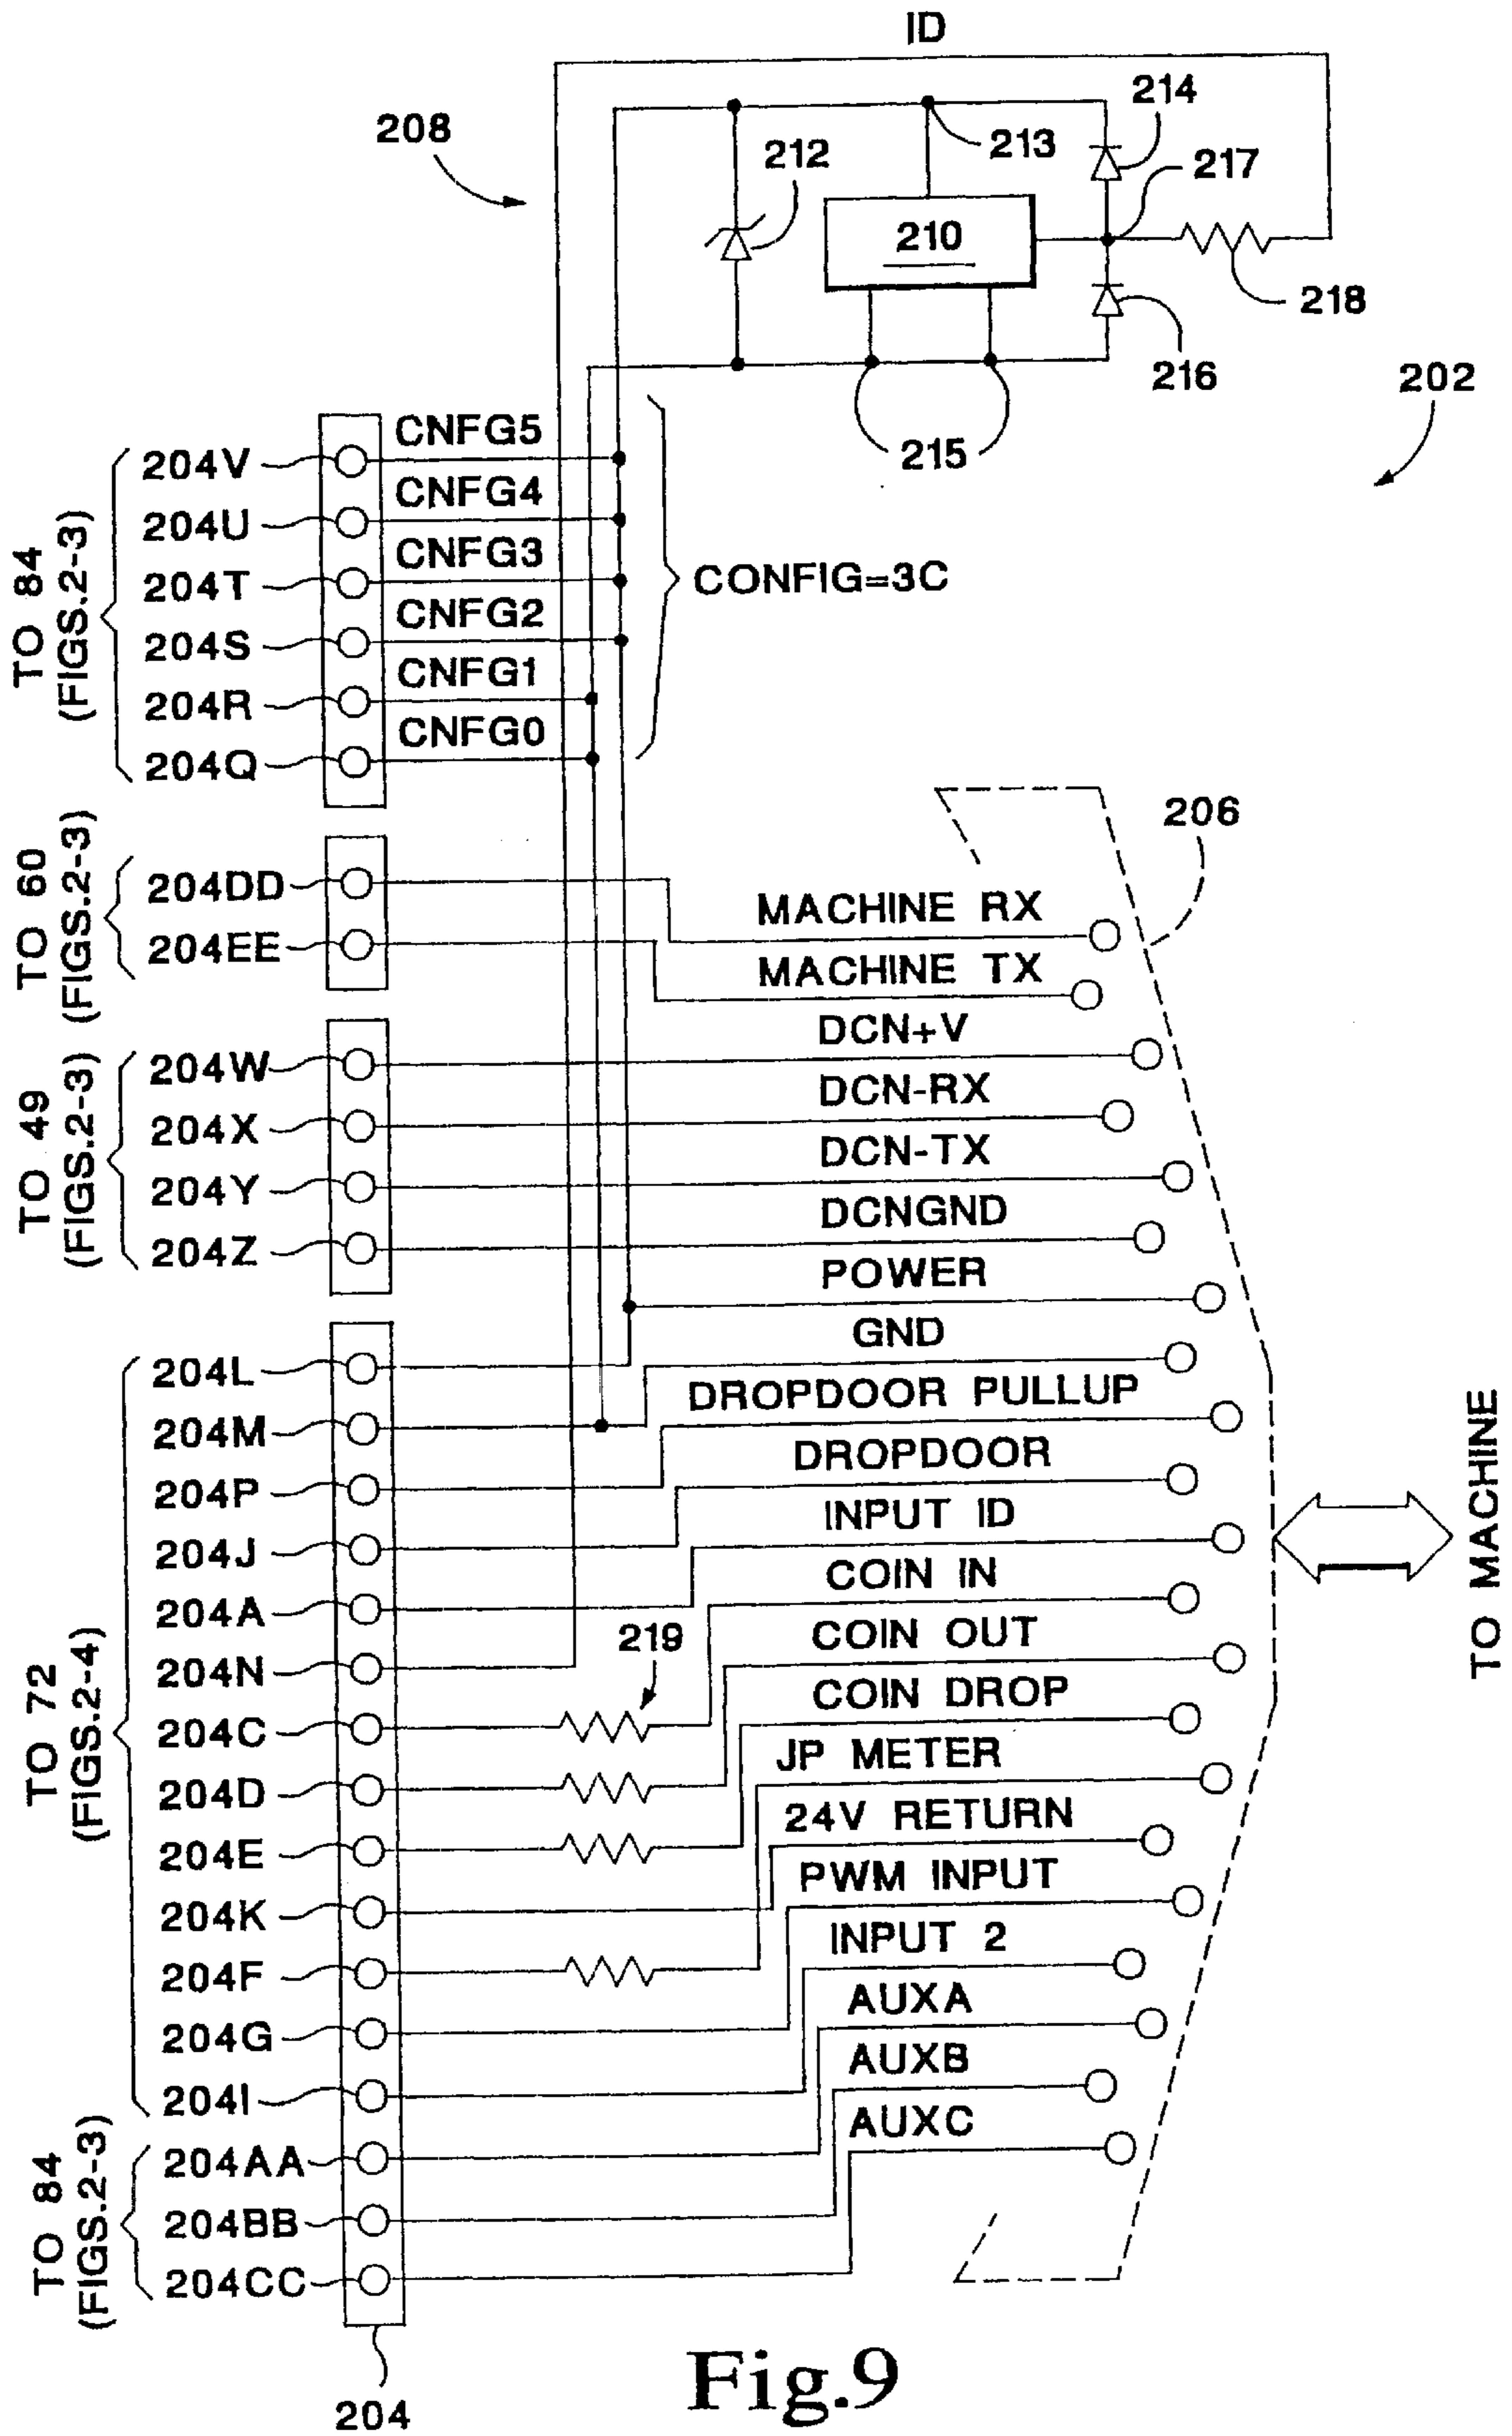 ID
208
212
213
214
217
210
218
216
202
215
TO 84
(FIGS.2-3)
204V
CNFG5
204U
CNFG4
204T
CNFG3
204S
CNFG2
204R
CNFG1
204Q
CNFG0
CONFIG=3C
206
TO 60
(FIGS.2-3)
204DD
MACHINE RX
204EE
MACHINE TX
TO 49
(FIGS.2-3)
204W
DCN+V
204X
DCN-RX
204Y
DCN-TX
204Z
DCNGND
POWER
TO 72
(FIGS.2-4)
204L
GND
204M
DROPDOOR PULLUP
204P
DROPDOOR
204J
INPUT ID
204A
COIN IN
204N
219
COIN OUT
204C
COIN DROP
204D
JP METER
204E
24V RETURN
204K
PWM INPUT
204F
INPUT 2
204G
AUXA
204I
AUXB
TO 84
(FIGS.2-3)
204AA
AUXC
204BB
204CC
TO MACHINE
204
Fig.9